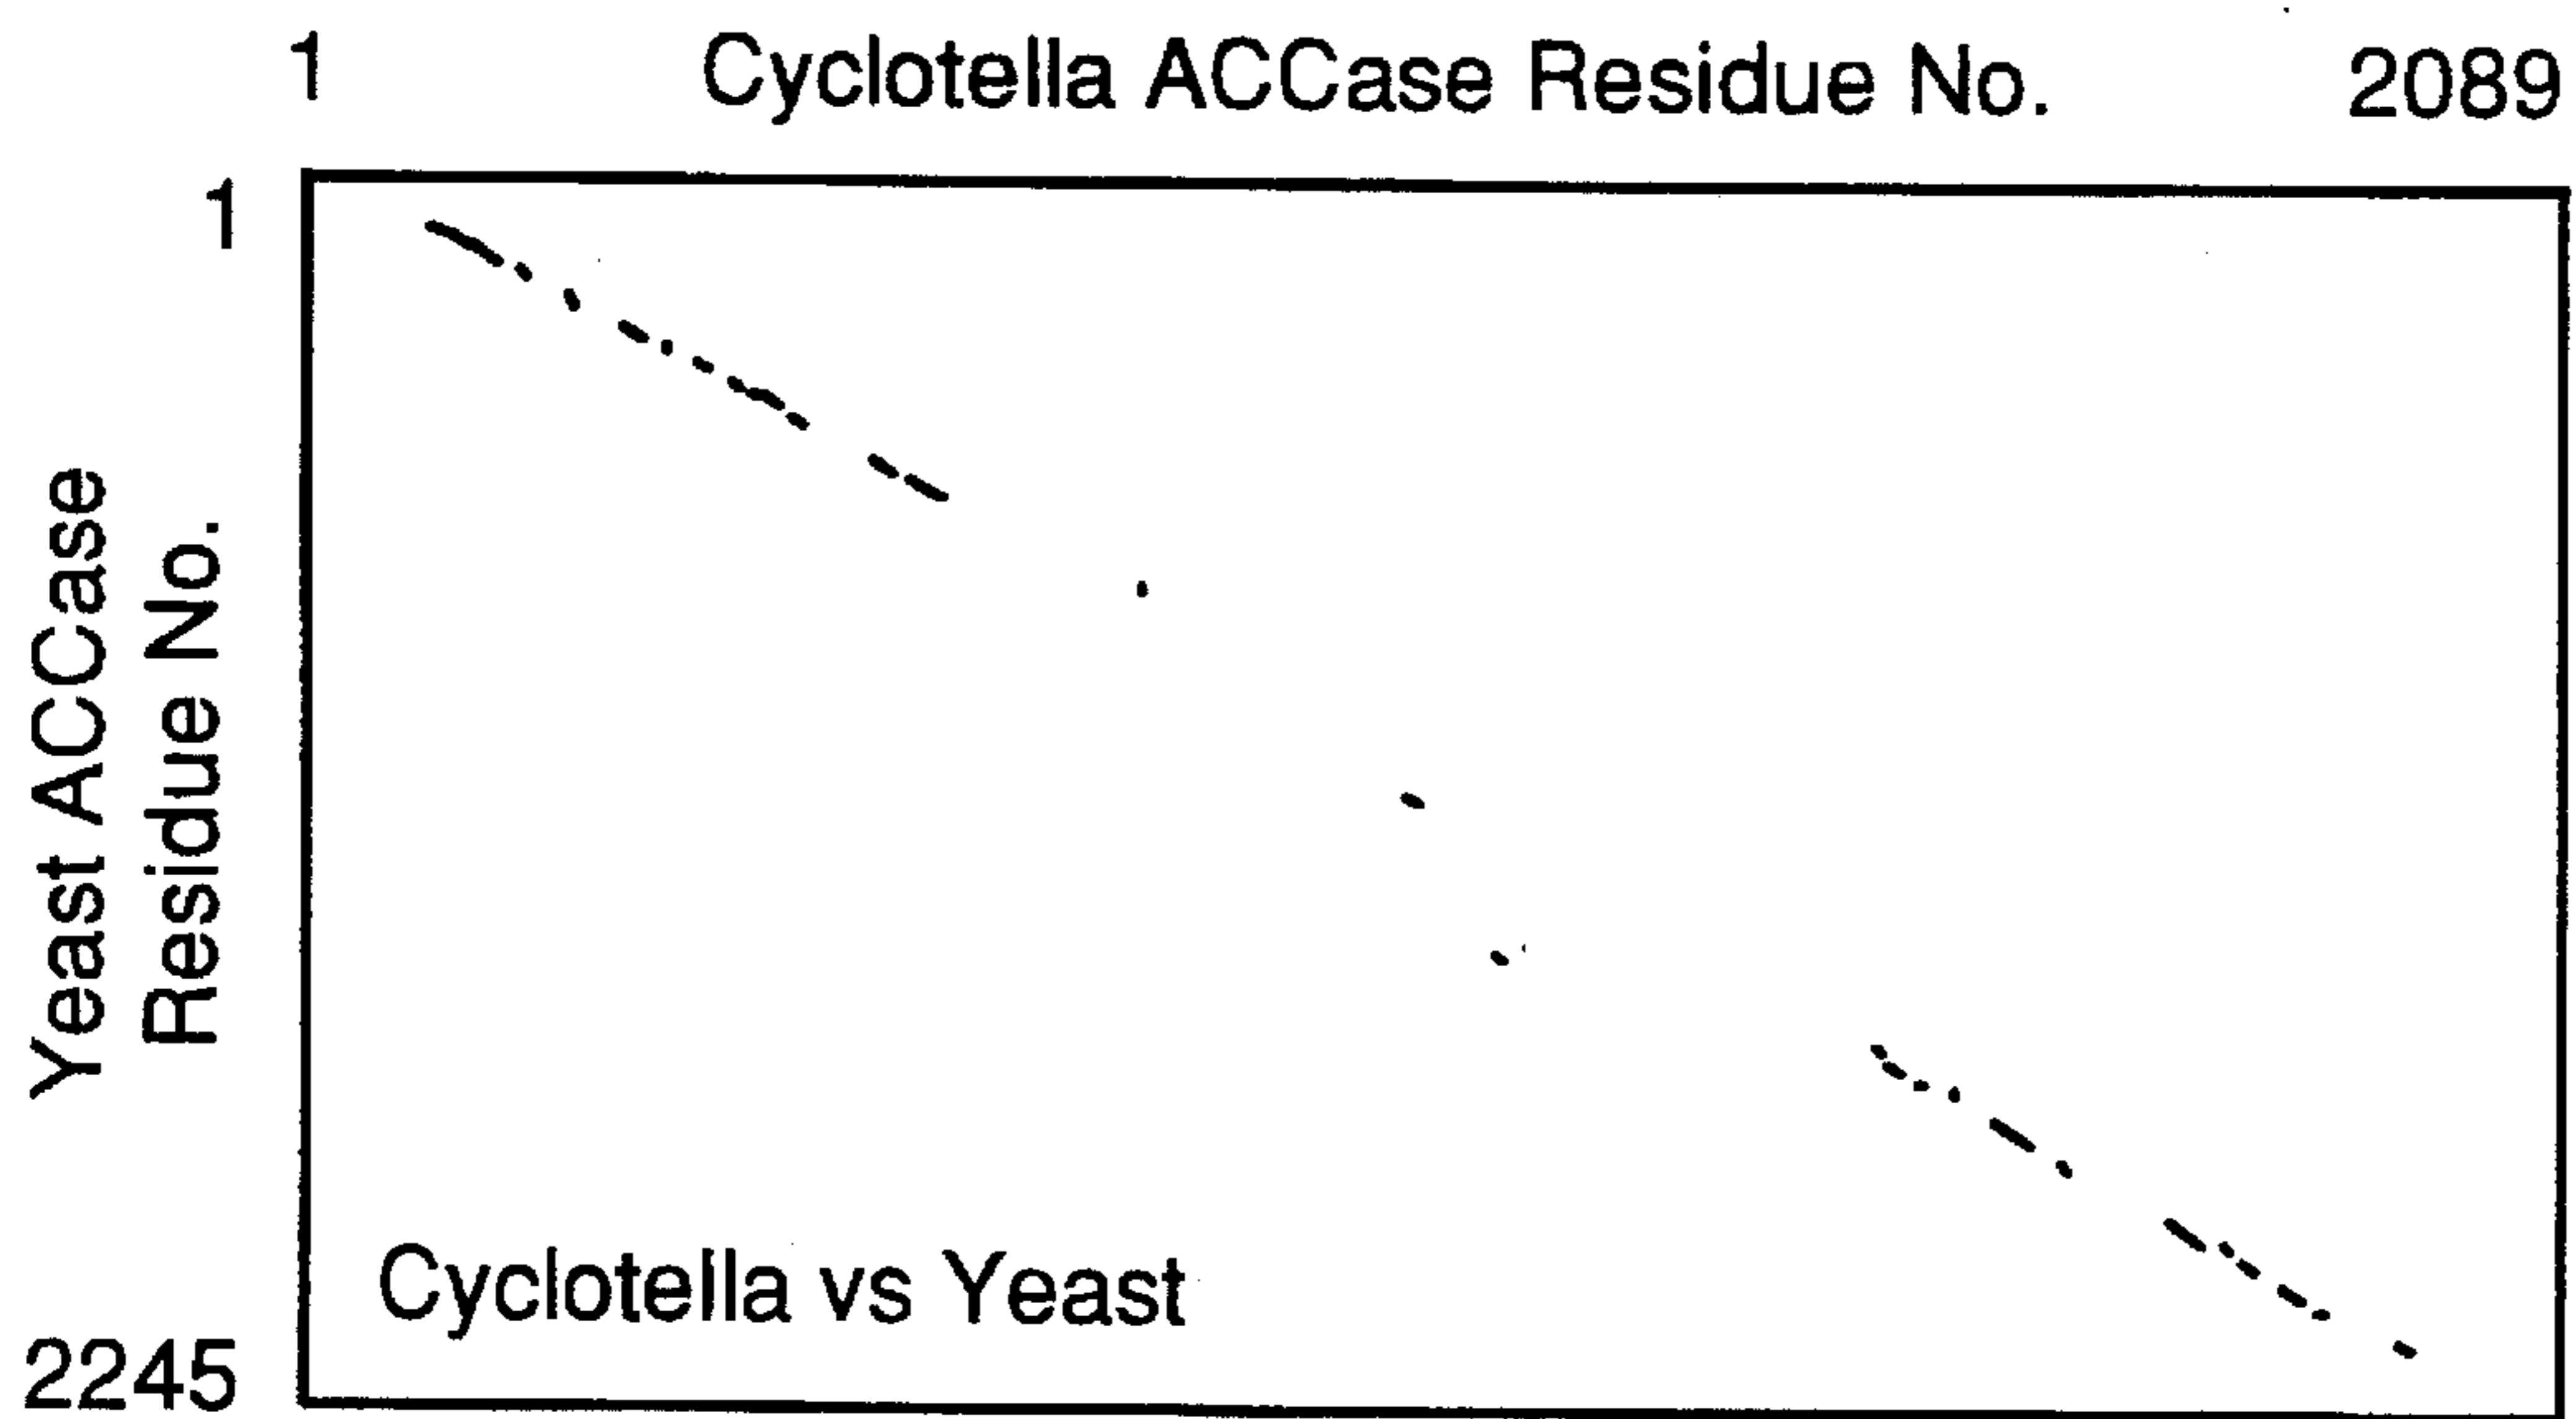 1 Cyclotella ACCase Residue No. 2089
1
Yeast ACCase
Residue No.
Cyclotella vs Yeast
2245